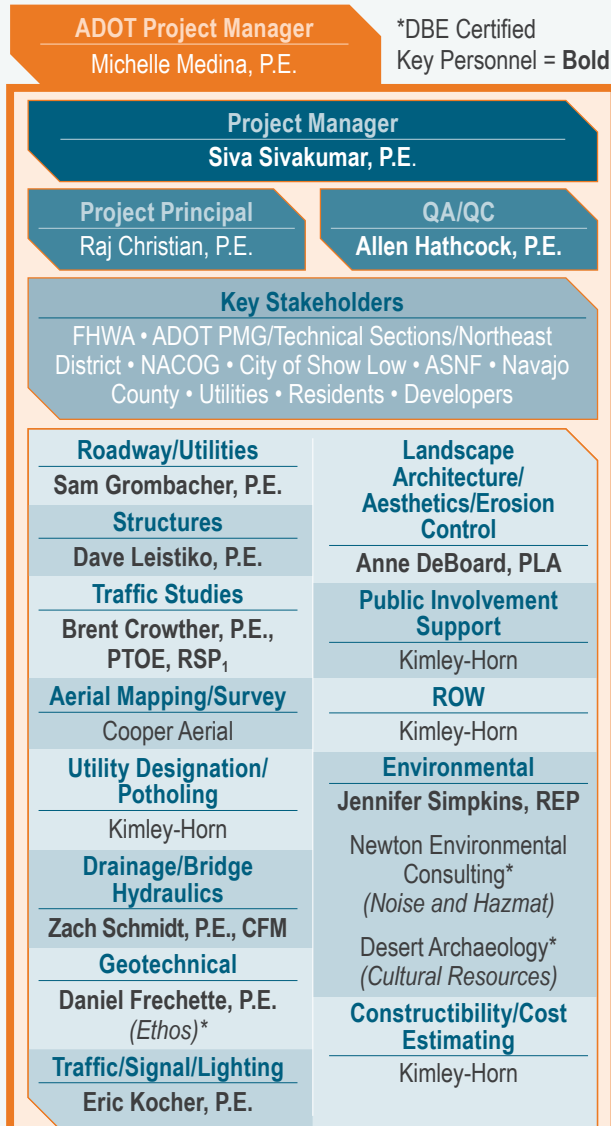 ADOT Project Manager
Michelle Medina, P.E.
*DBE Certified
Key Personnel = Bold
Project Manager
Siva Sivakumar, P.E.
Project Principal
Raj Christian, P.E.
QA/QC
Allen Hathcock, P.E.
Key Stakeholders
FHWA • ADOT PMG/Technical Sections/Northeast
District • NACOG • City of Show Low • ASNF • Navajo
County • Utilities • Residents • Developers
Roadway/Utilities
Sam Grombacher, P.E.
Structures
Dave Leistiko, P.E.
Traffic Studies
Brent Crowther, P.E.,
PTOE, RSP₁
Aerial Mapping/Survey
Cooper Aerial
Utility Designation/
Potholing
Kimley-Horn
Drainage/Bridge
Hydraulics
Zach Schmidt, P.E., CFM
Geotechnical
Daniel Frechette, P.E.
(Ethos)*
Traffic/Signal/Lighting
Eric Kocher, P.E.
Landscape
Architecture/
Aesthetics/Erosion
Control
Anne DeBoard, PLA
Public Involvement
Support
Kimley-Horn
ROW
Kimley-Horn
Environmental
Jennifer Simpkins, REP
Newton Environmental
Consulting*
(Noise and Hazmat)
Desert Archaeology*
(Cultural Resources)
Constructibility/Cost
Estimating
Kimley-Horn